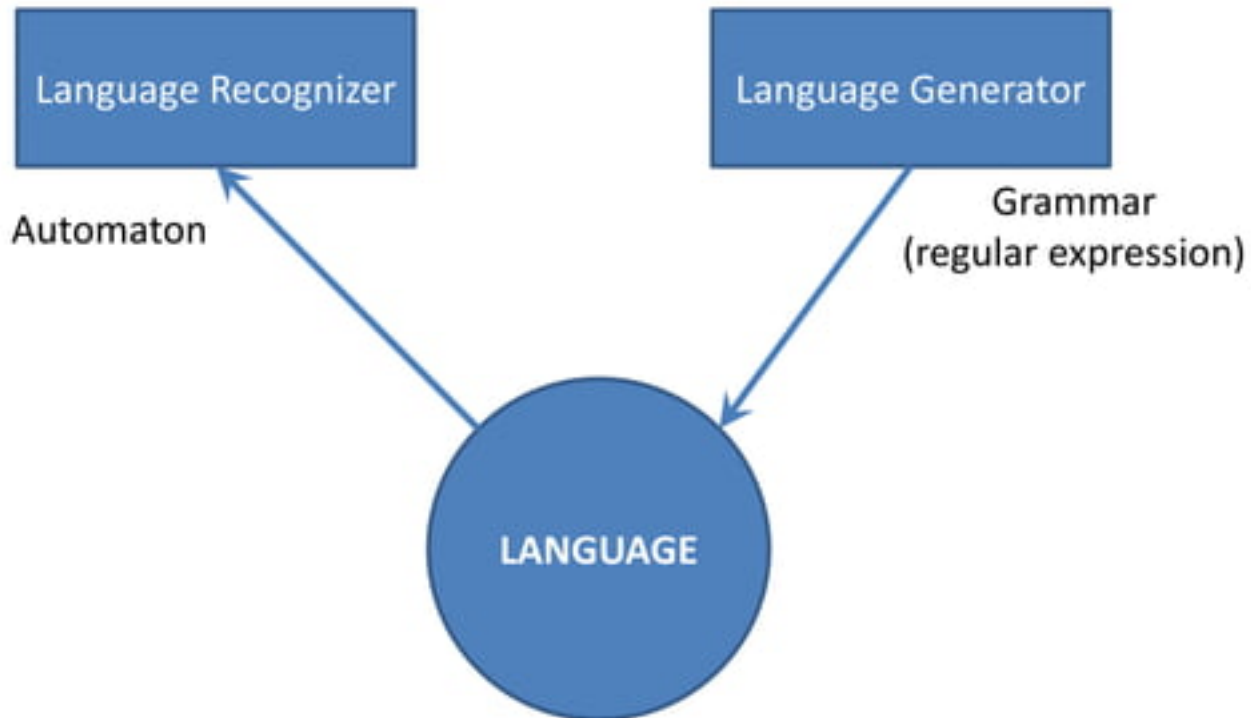 Language Recognizer
Language Generator
Automaton
Grammar
(regular expression)
LANGUAGE